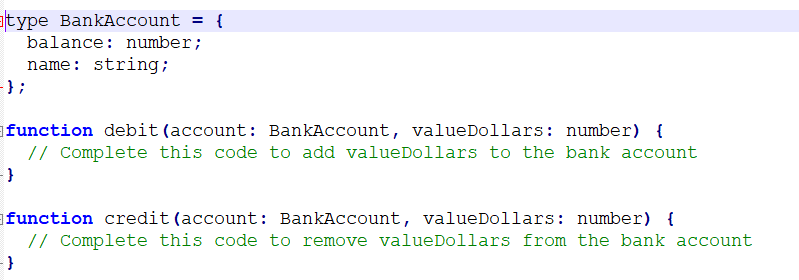 type BankAccount = {
  balance: number;
  name: string;
};
function debit(account: BankAccount, valueDollars: number) {
  // Complete this code to add valueDollars to the bank account
}
function credit(account: BankAccount, valueDollars: number) {
  // Complete this code to remove valueDollars from the bank account
}